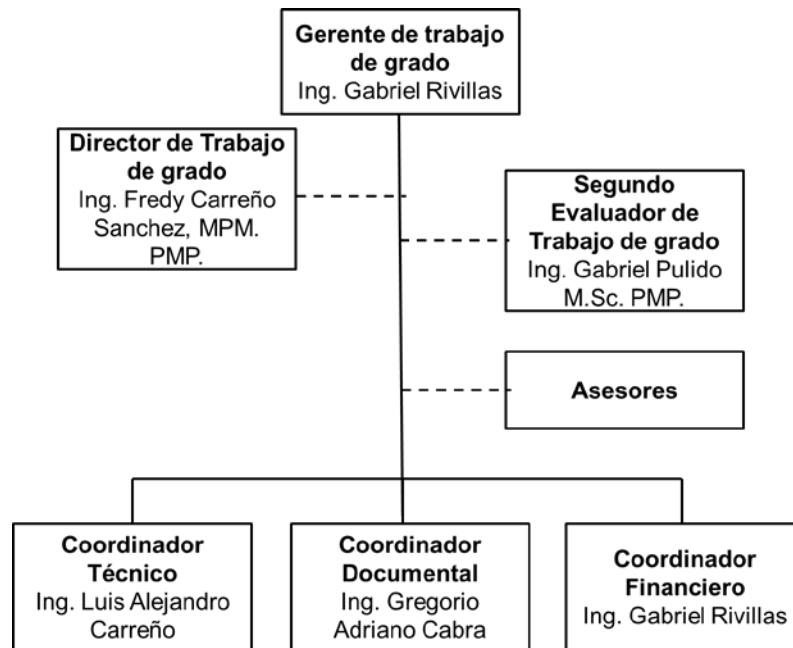 Gerente de trabajo
de grado
Ing. Gabriel Rivillas
Director de Trabajo
de grado
Ing. Fredy Carreño
Sanchez, MPM.
PMP.
Segundo
Evaluador de
Trabajo de grado
Ing. Gabriel Pulido
M.Sc. PMP.
Asesores
Coordinador
Técnico
Ing. Luis Alejandro
Carreño
Coordinador
Documental
Ing. Gregorio
Adriano Cabra
Coordinador
Financiero
Ing. Gabriel Rivillas